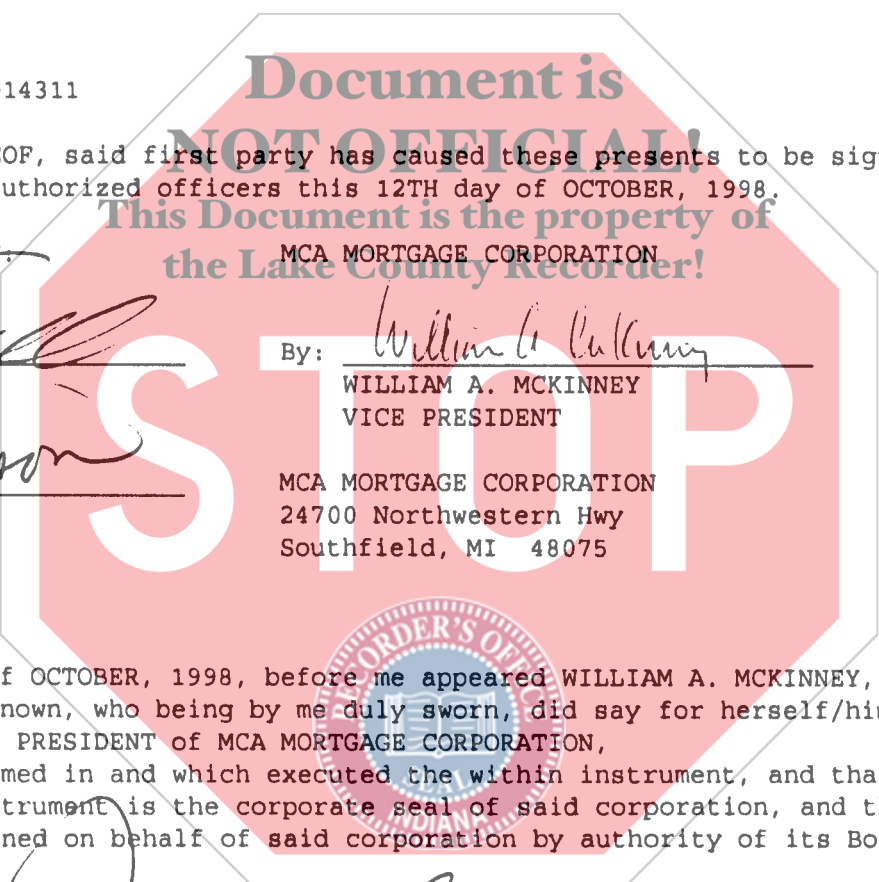 Document is
14311
NOT OFFICIAL!
OF, said first party has caused these presents to be sig
uthorized officers this 12TH day of OCTOBER, 1998.
This Document is the property of
MCA MORTGAGE CORPORATION
the Lake County Recorder!
By: William A McKinney
WILLIAM A. MCKINNEY
VICE PRESIDENT
STOP
MCA MORTGAGE CORPORATION
24700 Northwestern Hwy
Southfield, MI 48075
RECORDER'S OFFICE
f OCTOBER, 1998, before me appeared WILLIAM A. MCKINNEY,
nown, who being by me duly sworn, did say for herself/hi
PRESIDENT of MCA MORTGAGE CORPORATION,
med in and which executed the within instrument, and tha
SEAL
trument is the corporate seal of said corporation, and t
INDIANA
ned on behalf of said corporation by authority of its Bo